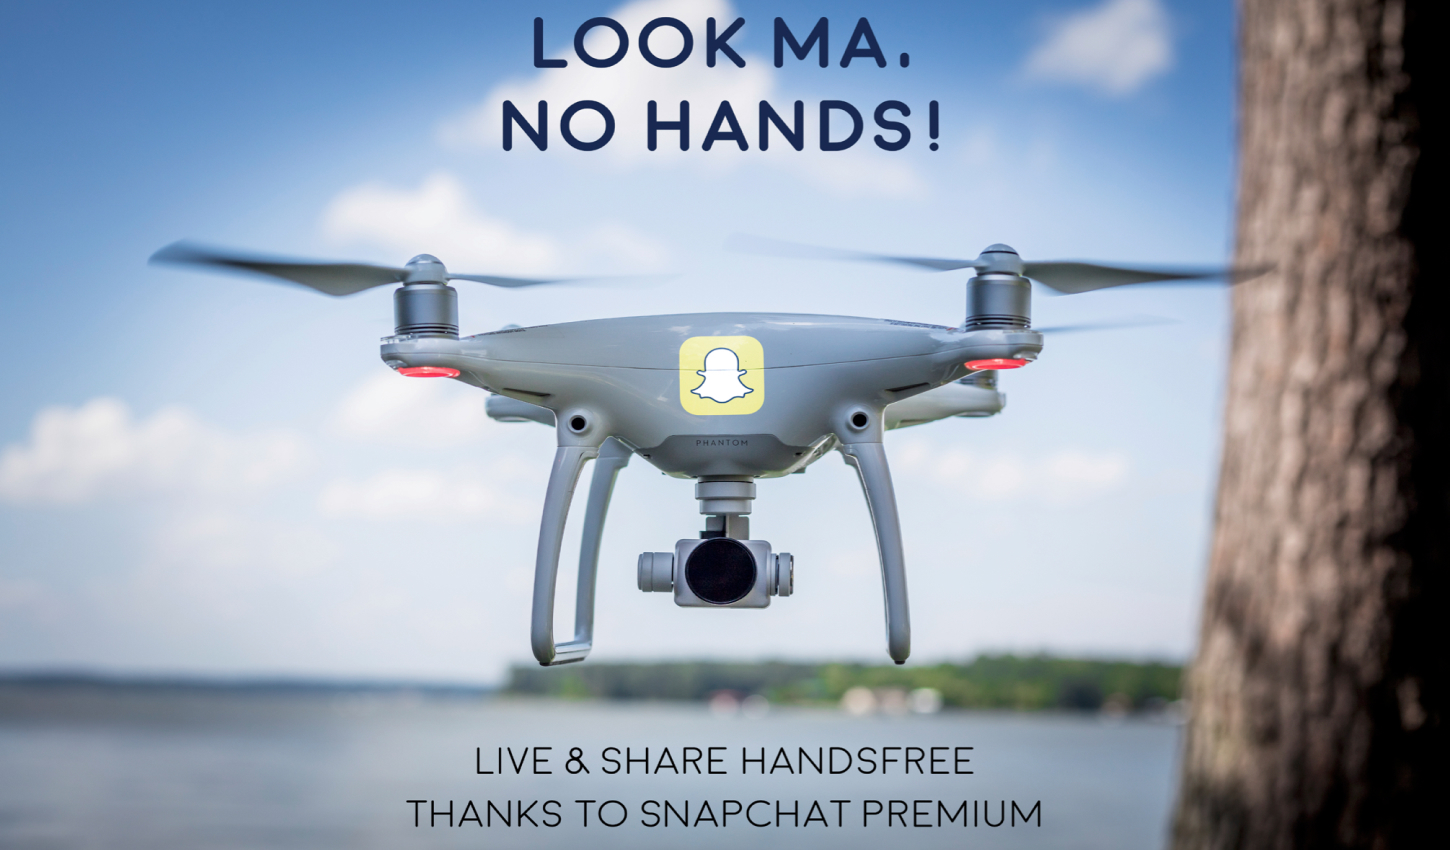 LOOK MA,
NO HANDS!
PHANTOM
LIVE & SHARE HANDSFREE
THANKS TO SNAPCHAT PREMIUM